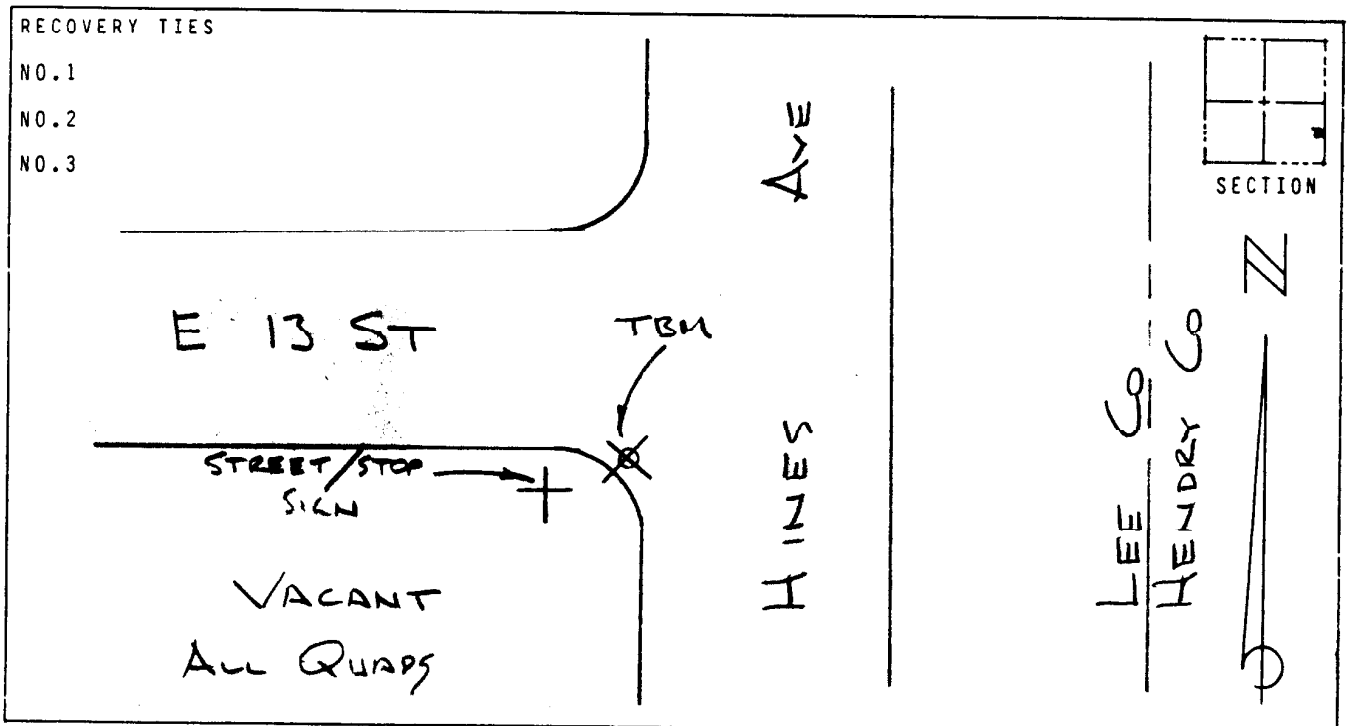 RECOVERY TIES
NO.1
NO.2
NO.3
SECTION
N
E 13 ST
TBM
HINES AVE
STREET/STOP
SIGN
VACANT
ALL QUADS
LEE CO
HENDRY CO